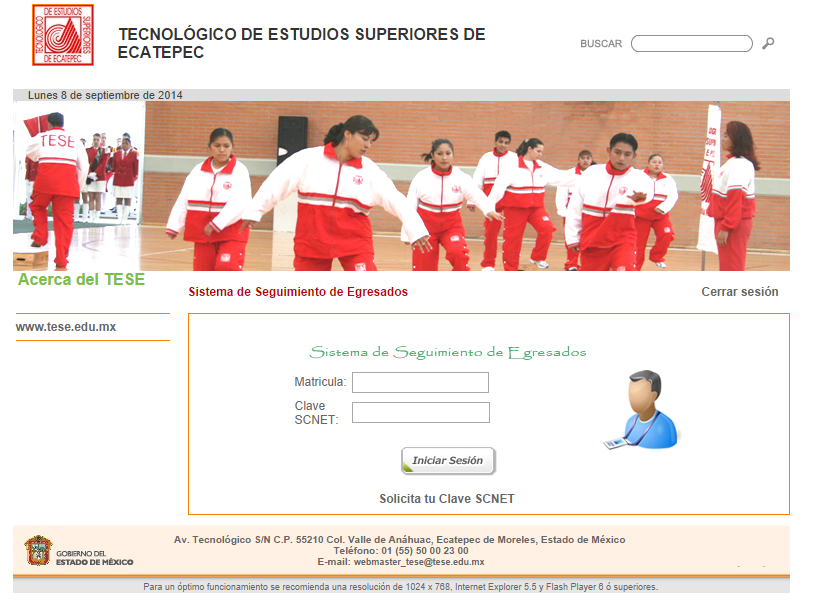 DE ESTUDIOS
TECNOLÓGICO
SUPERIORES
DE ECATEPEC
TECNOLÓGICO DE ESTUDIOS SUPERIORES DE
ECATEPEC
BUSCAR
Lunes 8 de septiembre de 2014
TESE
Acerca del TESE
Sistema de Seguimiento de Egresados
Cerrar sesión
www.tese.edu.mx
Sistema de Seguimiento de Egresados
Matricula:
Clave
SCNET:
Iniciar Sesión
Solicita tu Clave SCNET
GOBIERNO DEL
ESTADO DE MÉXICO
Av. Tecnológico S/N C.P. 55210 Col. Valle de Anáhuac, Ecatepec de Morelos, Estado de México
Teléfono: 01 (55) 50 00 23 00
E-mail: webmaster_tese@tese.edu.mx
Para un óptimo funcionamiento se recomienda una resolución de 1024 x 768, Internet Explorer 5.5 y Flash Player 6 ó superiores.